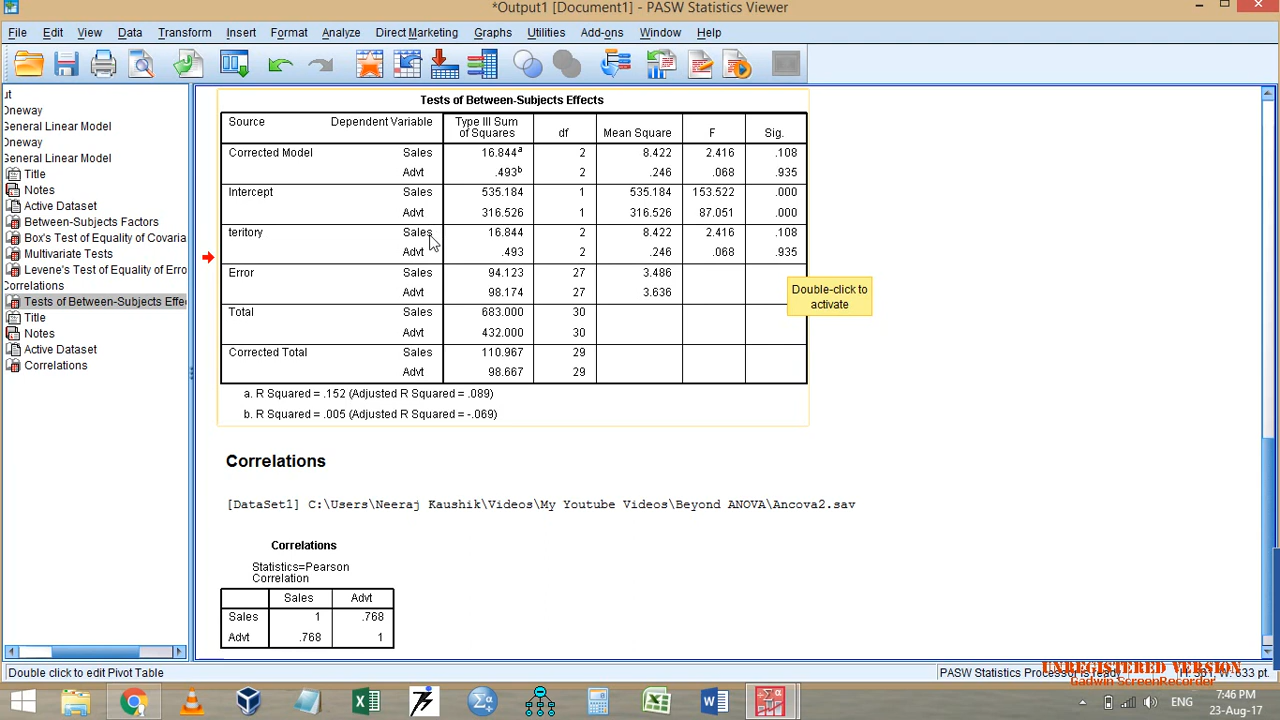 *Output1 [Document1] - PASW Statistics Viewer
File Edit View Data Transform Insert Format Analyze Direct Marketing Graphs Utilities Add-ons Window Help
ut
Oneway
General Linear Model
Oneway
General Linear Model
Title
Notes
Active Dataset
Between-Subjects Factors
Box's Test of Equality of Covaria
Multivariate Tests
Levene's Test of Equality of Erro
Correlations
Tests of Between-Subjects Effec
Title
Notes
Active Dataset
Correlations
Tests of Between-Subjects Effects
Source Dependent Variable Type III Sum of Squares df Mean Square F Sig.
Corrected Model Sales 16.844a 2 8.422 2.416 .108
Advt .493b 2 .246 .068 .935
Intercept Sales 535.184 1 535.184 153.522 .000
Advt 316.526 1 316.526 87.051 .000
teritory Sales 16.844 2 8.422 2.416 .108
Advt .493 2 .246 .068 .935
Error Sales 94.123 27 3.486
Advt 98.174 27 3.636
Total Sales 683.000 30
Advt 432.000 30
Corrected Total Sales 110.967 29
Advt 98.667 29
a. R Squared = .152 (Adjusted R Squared = .089)
b. R Squared = .005 (Adjusted R Squared = -.069)
Double-click to
activate
Correlations
[DataSet1] C:\Users\Neeraj Kaushik\Videos\My Youtube Videos\Beyond ANOVA\Ancova2.sav
Correlations
Statistics=Pearson
Correlation
Sales Advt
Sales 1 .768
Advt .768 1
Double click to edit Pivot Table
PASW Statistics Processor is ready
633 pt.
UNREGISTERED VERSION
Gadwin ScreenRecorder
ENG
7:46 PM
23-Aug-17